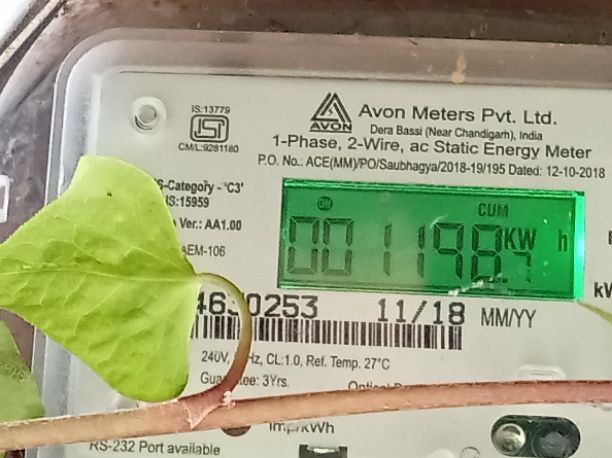 IS:13779
ISI
CM/L:9281180
AVON
Avon Meters Pvt. Ltd.
Dera Bassi (Near Chandigarh), India
1-Phase, 2-Wire, ac Static Energy Meter
P.O. No.: ACE(MM)/PO/Saubhagya/2018-19/195 Dated: 12-10-2018
S-Category - 'C3'
IS:15959
Ver.: AA1.00
AEM-106
CUM
001198.7 KW h
0253
11/18 MM/YY
240V, Hz, CL:1.0, Ref. Temp. 27°C
3Yrs.
imp/kWh
RS-232 Port available